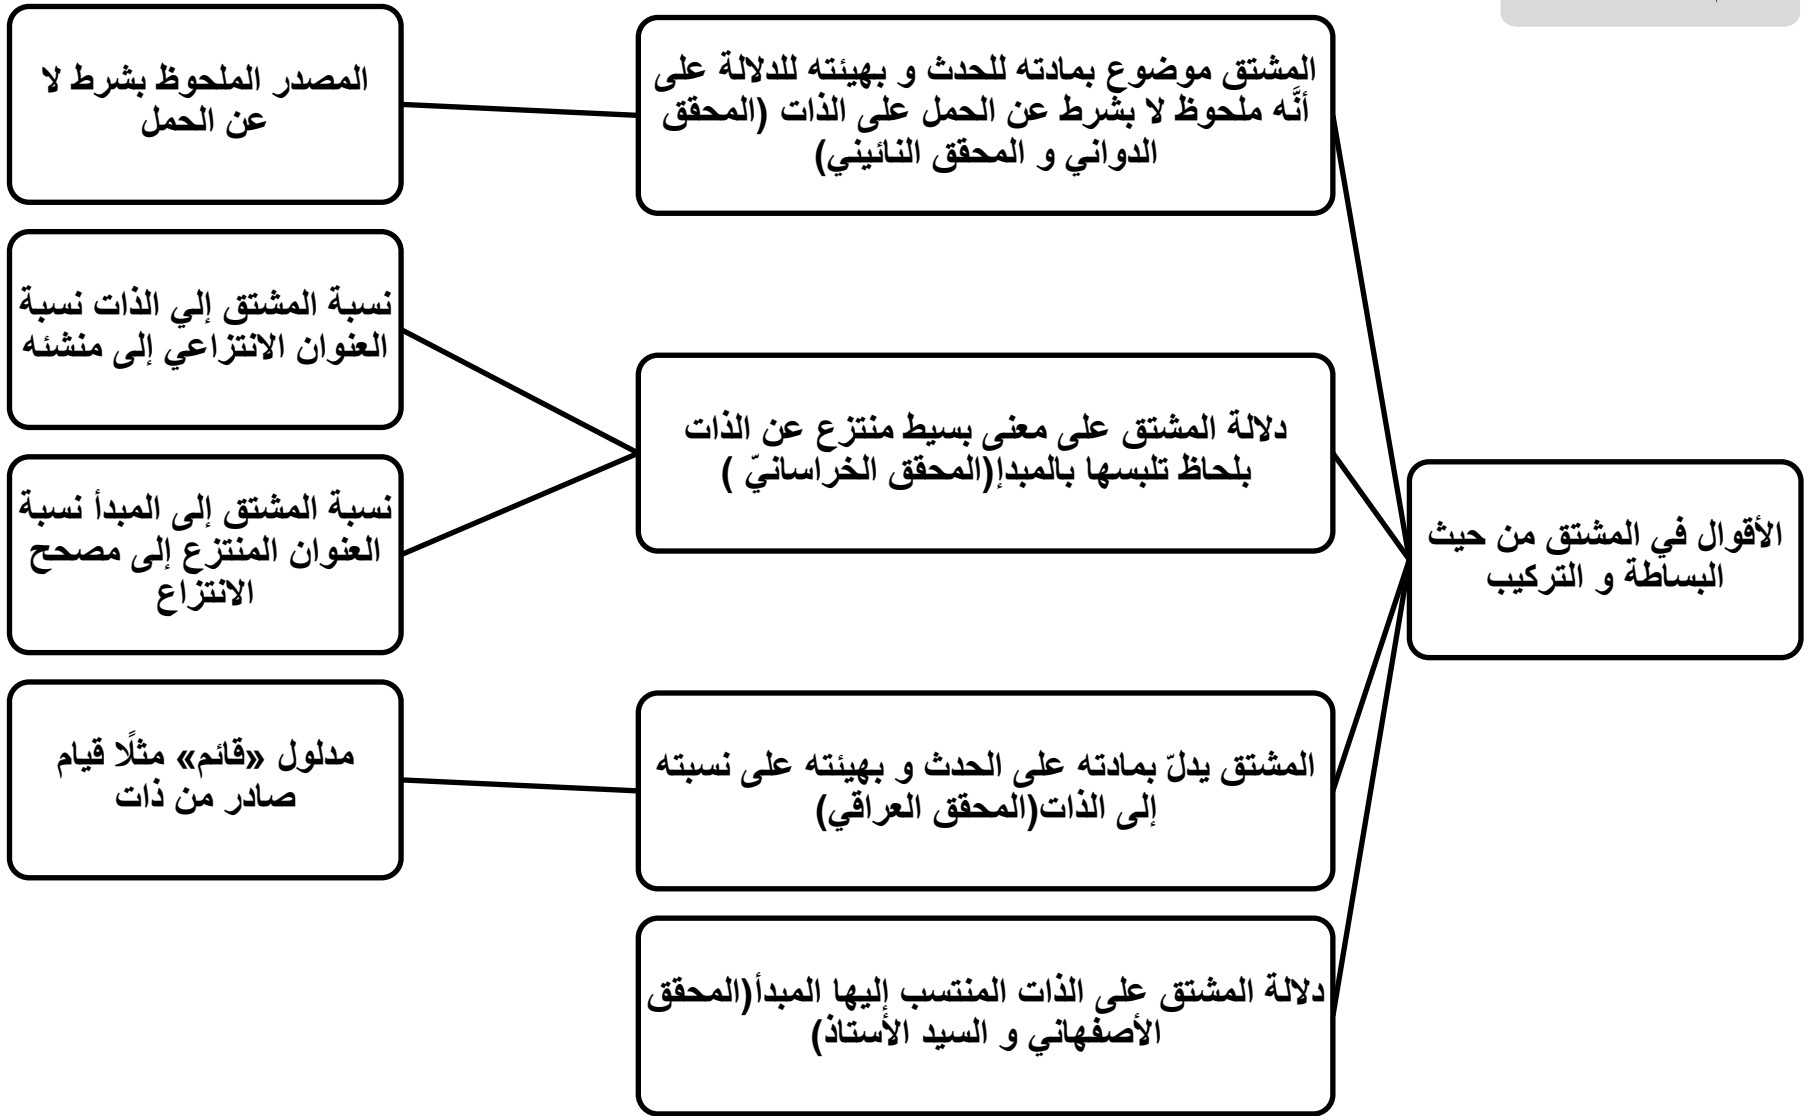 الأقوال في المشتق من حيث
البساطة و التركيب
المشتق موضوع بمادته للحدث و بهيئته للدلالة على
أنَّه ملحوظ لا بشرط عن الحمل على الذات (المحقق
الدواني و المحقق النائيني)
المصدر الملحوظ بشرط لا
عن الحمل
دلالة المشتق على معنى بسيط منتزع عن الذات
بلحاظ تلبسها بالمبدإ(المحقق الخراسانيّ )
نسبة المشتق إلي الذات نسبة
العنوان الانتزاعي إلى منشئه
نسبة المشتق إلى المبدأ نسبة
العنوان المنتزع إلى مصحح
الانتزاع
المشتق يدلّ بمادته على الحدث و بهيئته على نسبته
إلى الذات(المحقق العراقي)
مدلول «قائم» مثلًا قيام
صادر من ذات
دلالة المشتق على الذات المنتسب إليها المبدأ(المحقق
الأصفهاني و السيد الأستاذ)